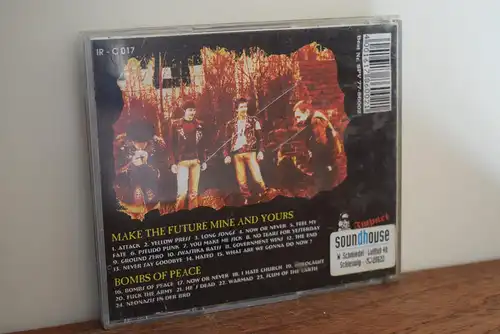 IR - C 017
MAKE THE FUTURE MINE AND YOURS
1. ATTACK 2. YELLOW PRESS 3. LONG SONGS 4. NOW OR NEVER 5. FEEL MY
FATE 6. PSEUDO PUNK 7. YOU MAKE ME SICK 8. NO TEARS FOR YESTERDAY
9. GROUND ZERO 10. SWASTIKA RATS 11. GOVERNMENT WINS 12. THE END
13. NEVER SAY GOODBYE 14. HATED 15. WHAT ARE WE GONNA DO NOW ?
BOMBS OF PEACE
16. BOMBS OF PEACE 17. NOW OR NEVER 18. I HATE CHURCH 19. HOLOCAUST
20. FUCK THE ARMY 21. HE'S DEAD 22. WARMAD 23. SCUM OF THE EARTH
24. NEONAZIS IN DER BRD
Impact
soundhouse
Schleswig